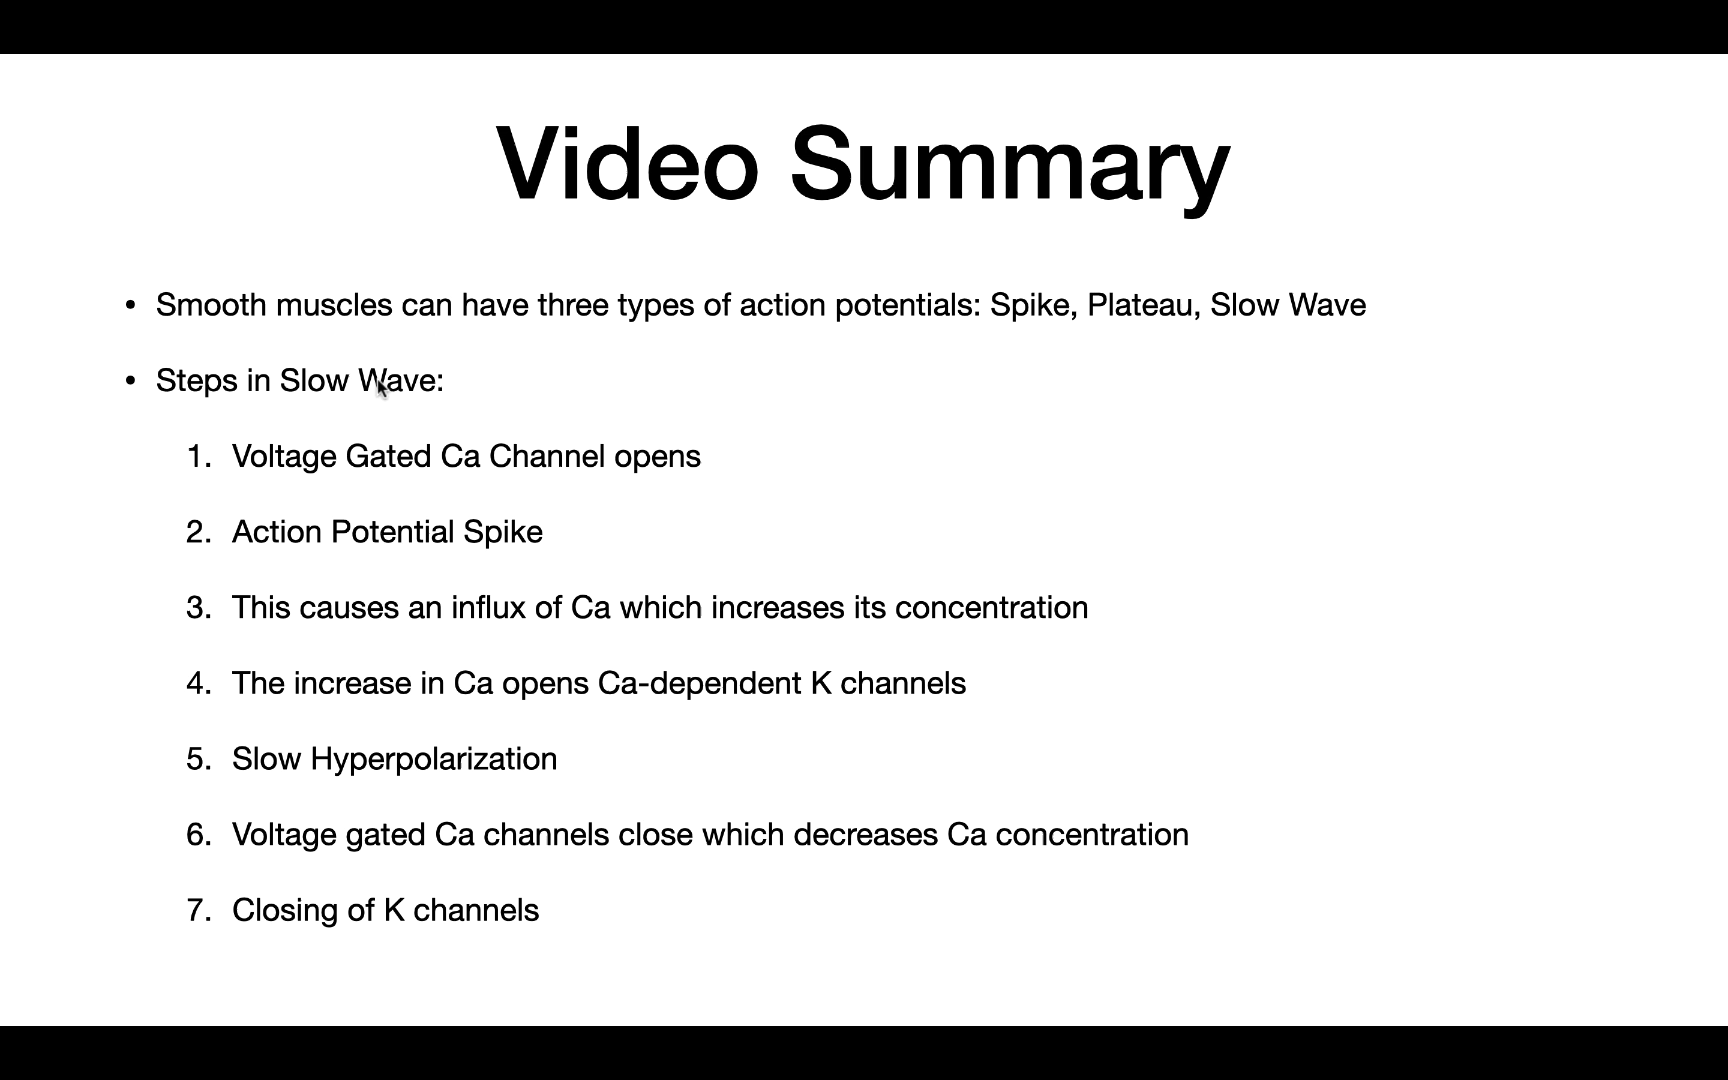 Video Summary
• Smooth muscles can have three types of action potentials: Spike, Plateau, Slow Wave
• Steps in Slow Wave:
1. Voltage Gated Ca Channel opens
2. Action Potential Spike
3. This causes an influx of Ca which increases its concentration
4. The increase in Ca opens Ca-dependent K channels
5. Slow Hyperpolarization
6. Voltage gated Ca channels close which decreases Ca concentration
7. Closing of K channels